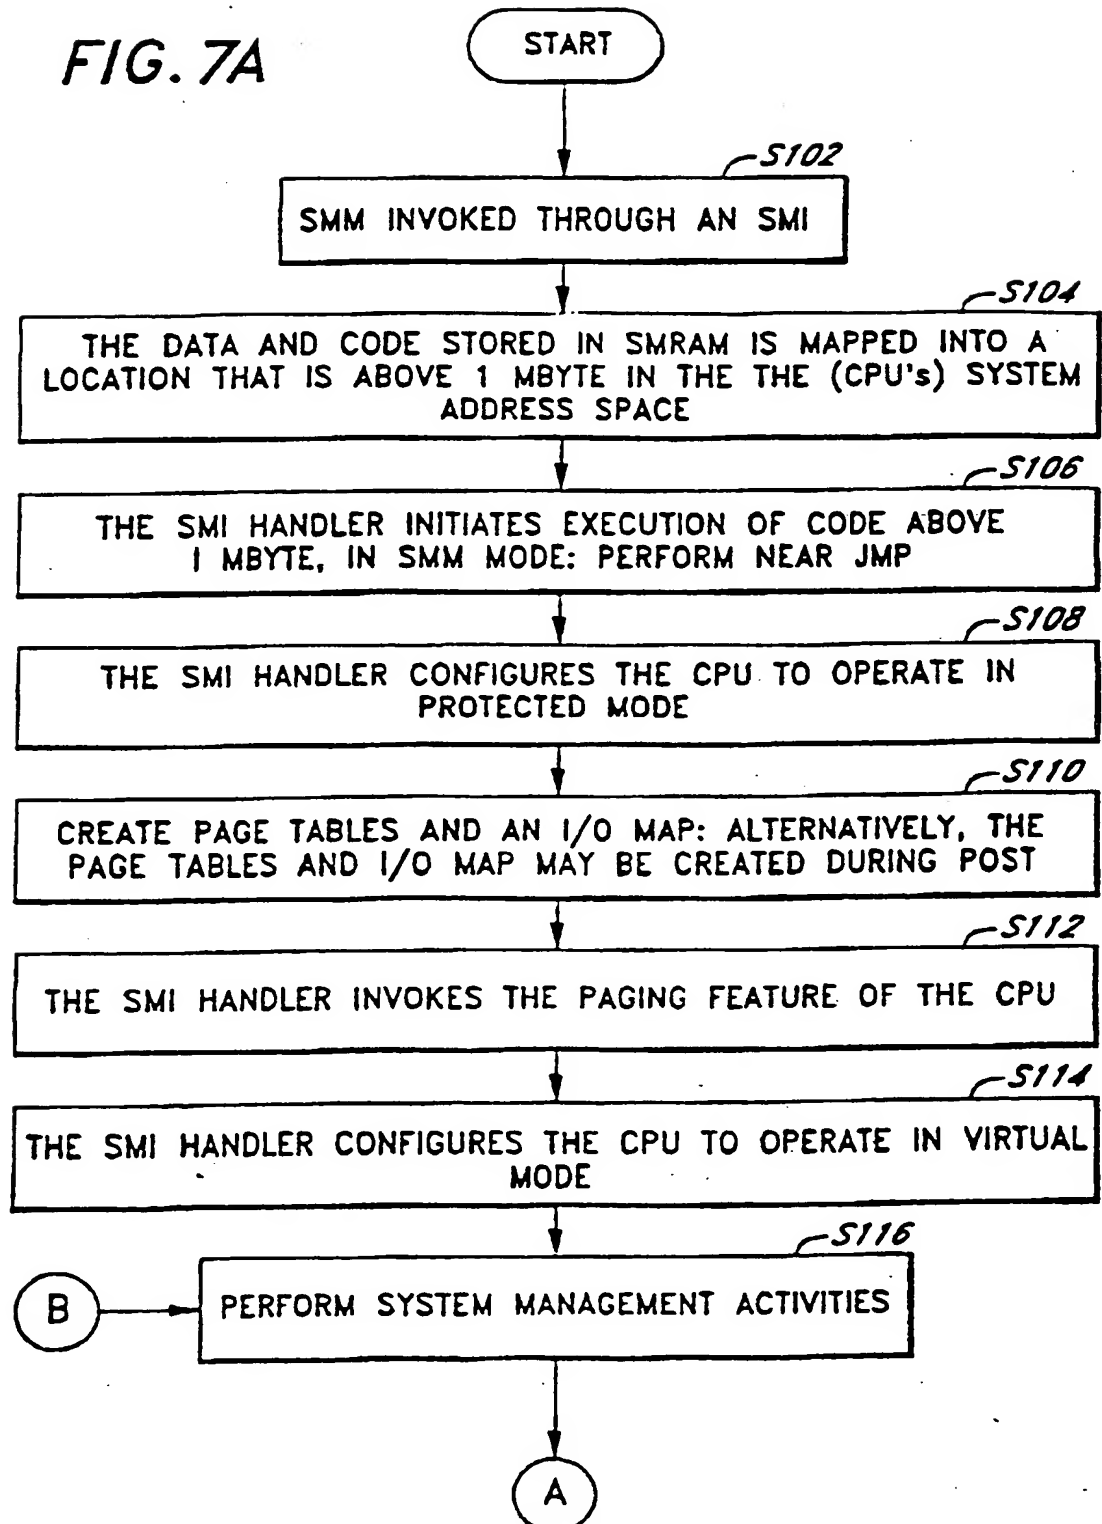 FIG. 7A
START
S102
SMM INVOKED THROUGH AN SMI
S104
THE DATA AND CODE STORED IN SMRAM IS MAPPED INTO A
LOCATION THAT IS ABOVE 1 MBYTE IN THE THE (CPU's) SYSTEM
ADDRESS SPACE
S106
THE SMI HANDLER INITIATES EXECUTION OF CODE ABOVE
1 MBYTE, IN SMM MODE: PERFORM NEAR JMP
S108
THE SMI HANDLER CONFIGURES THE CPU TO OPERATE IN
PROTECTED MODE
S110
CREATE PAGE TABLES AND AN I/O MAP: ALTERNATIVELY, THE
PAGE TABLES AND I/O MAP MAY BE CREATED DURING POST
S112
THE SMI HANDLER INVOKES THE PAGING FEATURE OF THE CPU
S114
THE SMI HANDLER CONFIGURES THE CPU TO OPERATE IN VIRTUAL
MODE
S116
B
PERFORM SYSTEM MANAGEMENT ACTIVITIES
A